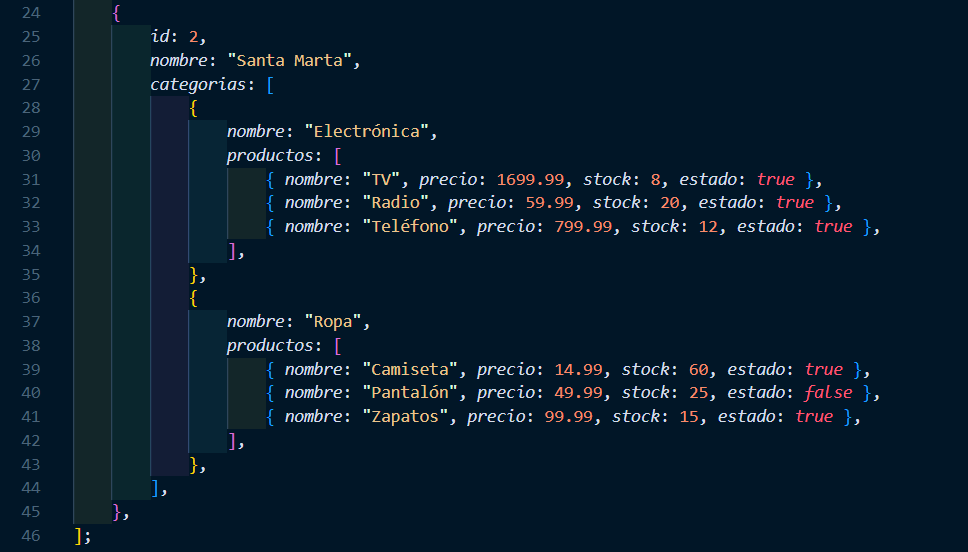 24 {
25 id: 2,
26 nombre: "Santa Marta",
27 categorias: [
28 {
29 nombre: "Electrónica",
30 productos: [
31 { nombre: "TV", precio: 1699.99, stock: 8, estado: true },
32 { nombre: "Radio", precio: 59.99, stock: 20, estado: true },
33 { nombre: "Teléfono", precio: 799.99, stock: 12, estado: true },
34 ],
35 },
36 {
37 nombre: "Ropa",
38 productos: [
39 { nombre: "Camiseta", precio: 14.99, stock: 60, estado: true },
40 { nombre: "Pantalón", precio: 49.99, stock: 25, estado: false },
41 { nombre: "Zapatos", precio: 99.99, stock: 15, estado: true },
42 ],
43 },
44 ],
45 },
46 ];